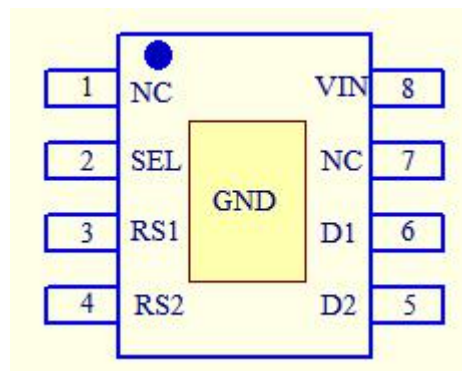 1 NC VIN 8
2 SEL NC 7
GND
3 RS1 D1 6
4 RS2 D2 5